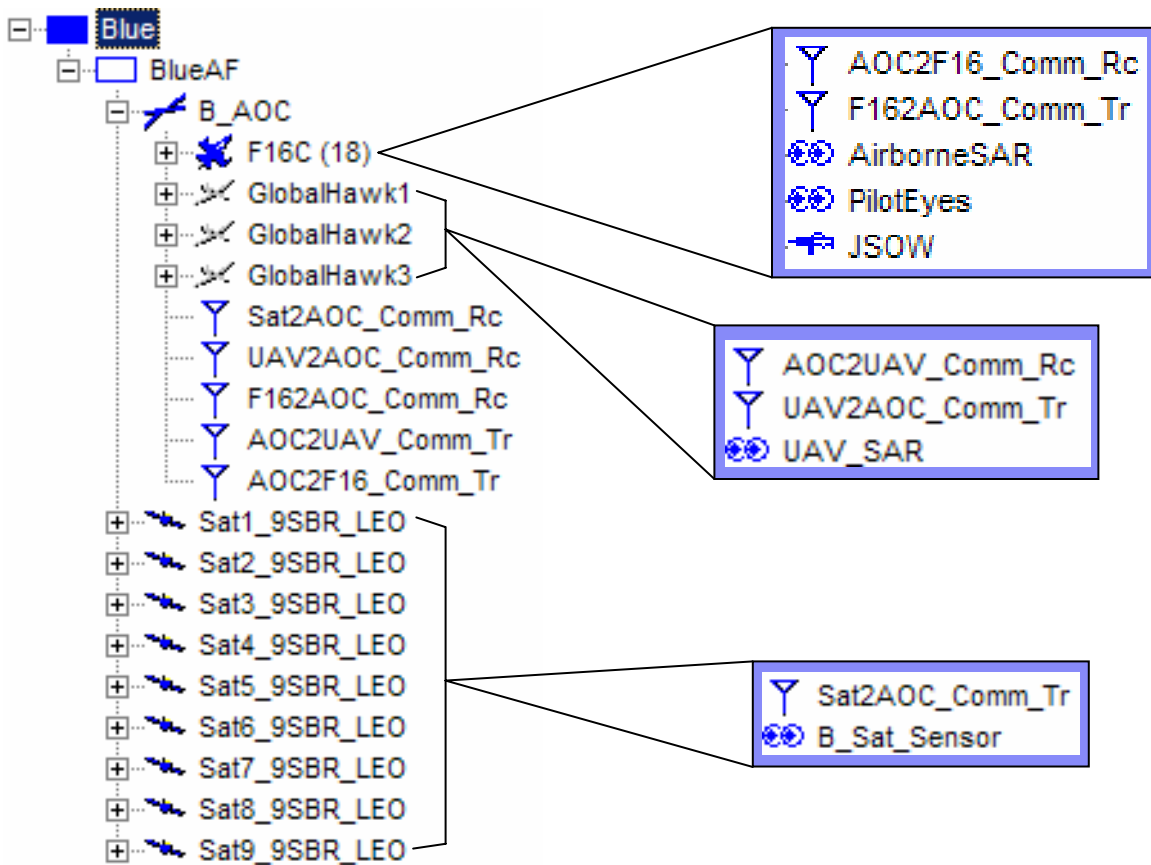 Blue
BlueAF
B_AOC
F16C (18)
GlobalHawk1
GlobalHawk2
GlobalHawk3
Sat2AOC_Comm_Rc
UAV2AOC_Comm_Rc
F162AOC_Comm_Rc
AOC2UAV_Comm_Tr
AOC2F16_Comm_Tr
Sat1_9SBR_LEO
Sat2_9SBR_LEO
Sat3_9SBR_LEO
Sat4_9SBR_LEO
Sat5_9SBR_LEO
Sat6_9SBR_LEO
Sat7_9SBR_LEO
Sat8_9SBR_LEO
Sat9_9SBR_LEO
AOC2F16_Comm_Rc
F162AOC_Comm_Tr
AirborneSAR
PilotEyes
JSOW
AOC2UAV_Comm_Rc
UAV2AOC_Comm_Tr
UAV_SAR
Sat2AOC_Comm_Tr
B_Sat_Sensor